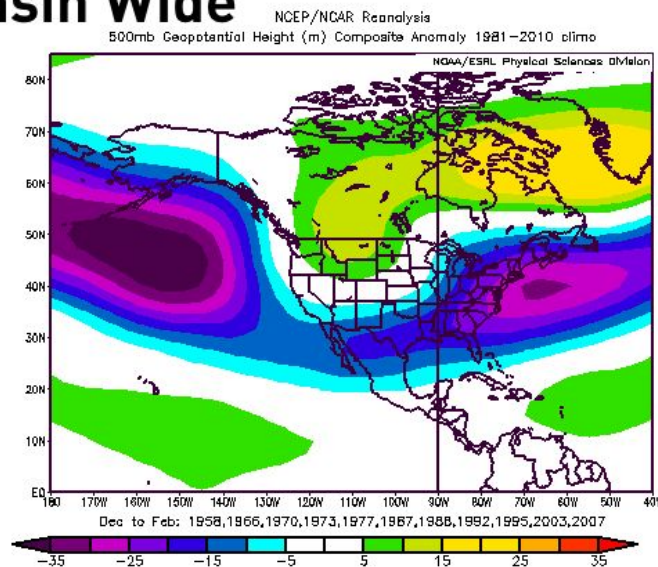 sin Wide
NCEP/NCAR Reanalysis
500mb Geopotential Height (m) Composite Anomaly 1981-2010 climo
NOAA/ESRL Physical Sciences Division
80N
70N
60N
50N
40N
30N
20N
10N
EQ
180 170W 160W 150W 140W 130W 120W 110W 100W 90W 80W 70W 60W 50W 40W
Dec to Feb: 1958,1966,1970,1973,1977,1987,1988,1992,1995,2003,2007
-35 -25 -15 -5 5 15 25 35